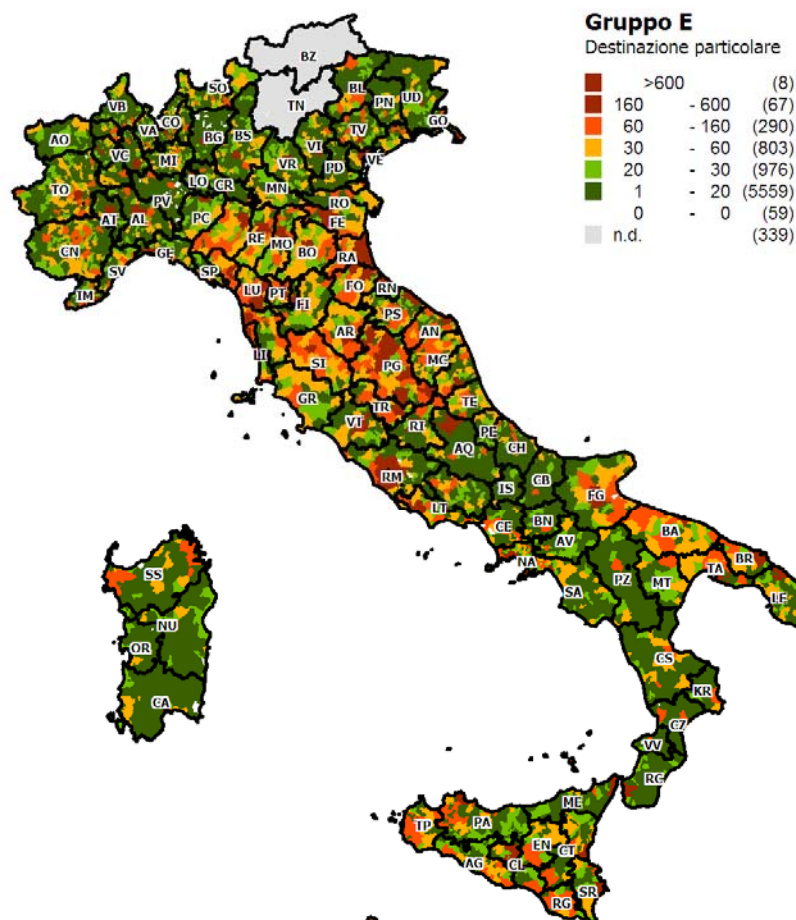 Gruppo E
Destinazione particolare
>600 (8)
160 - 600 (67)
60 - 160 (290)
30 - 60 (803)
20 - 30 (976)
1 - 20 (5559)
0 - 0 (59)
n.d. (339)
BZ
SO
TN
BL
PN
UD
VB
CO
VA
BG
BS
TV
GO
AO
VC
MI
VI
VR
PD
VE
TO
LO
CR
MN
PV
RO
AT
AL
PC
FE
CN
RE
MO
GE
BO
RA
SV
SP
IM
LU
PT
FO
RN
FI
PS
AR
AN
LI
SI
PG
MC
GR
TR
TE
VT
RI
PE
AQ
CH
RM
IS
CB
FG
LT
CE
BN
BA
AV
NA
BR
PZ
MT
TA
SA
LE
SS
NU
OR
CS
CA
KR
CZ
VV
RC
ME
TP
PA
EN
CT
AG
CL
SR
RG